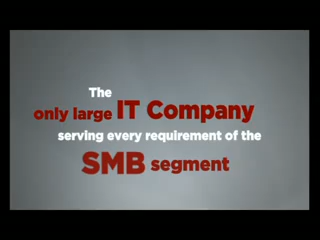 The
only large IT Company
serving every requirement of the
SMB segment